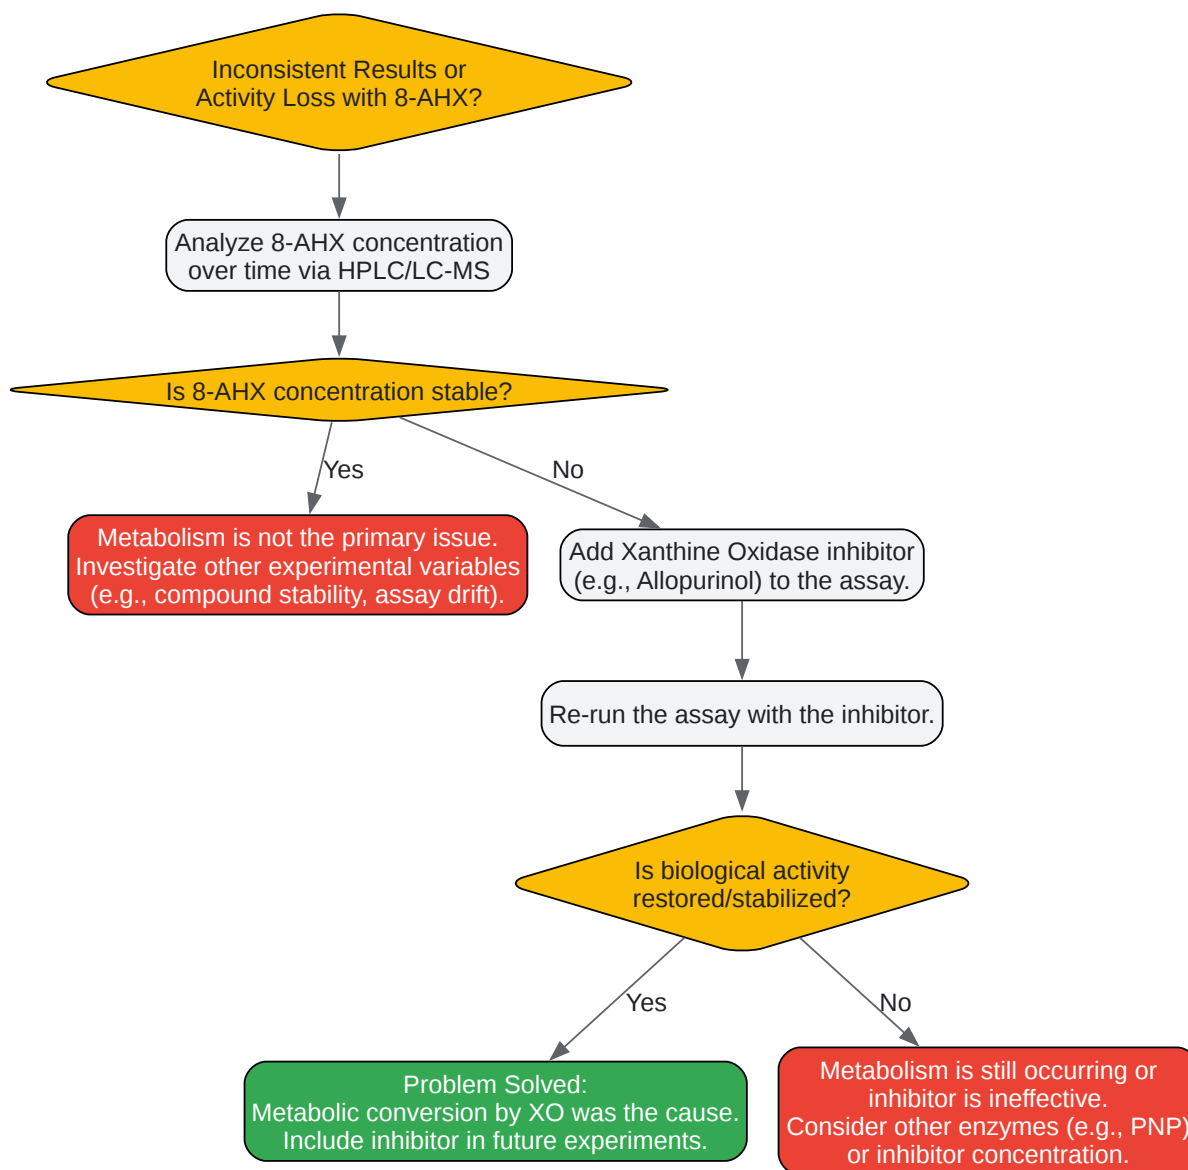 Inconsistent Results or
Activity Loss with 8-AHX?
Analyze 8-AHX concentration
over time via HPLC/LC-MS
Is 8-AHX concentration stable?
Yes
No
Metabolism is not the primary issue.
Investigate other experimental variables
(e.g., compound stability, assay drift).
Add Xanthine Oxidase inhibitor
(e.g., Allopurinol) to the assay.
Re-run the assay with the inhibitor.
Is biological activity
restored/stabilized?
Yes
No
Problem Solved:
Metabolic conversion by XO was the cause.
Include inhibitor in future experiments.
Metabolism is still occurring or
inhibitor is ineffective.
Consider other enzymes (e.g., PNP)
or inhibitor concentration.